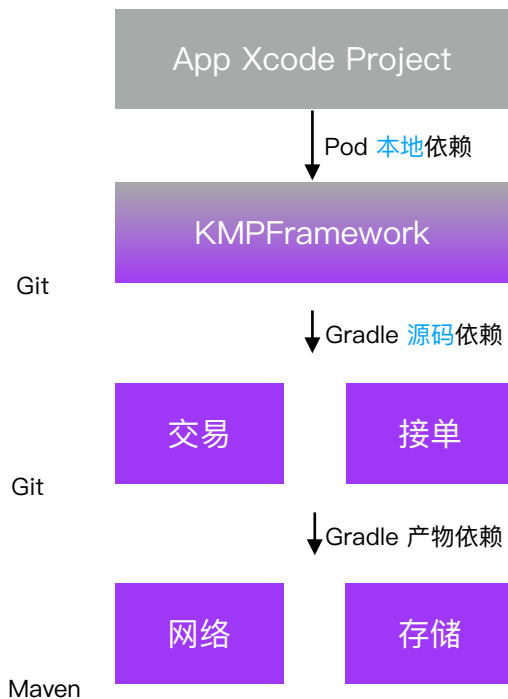 App Xcode Project
Pod 本地依赖
KMPFramework
Git
Gradle 源码依赖
交易
接单
Git
Gradle 产物依赖
网络
存储
Maven